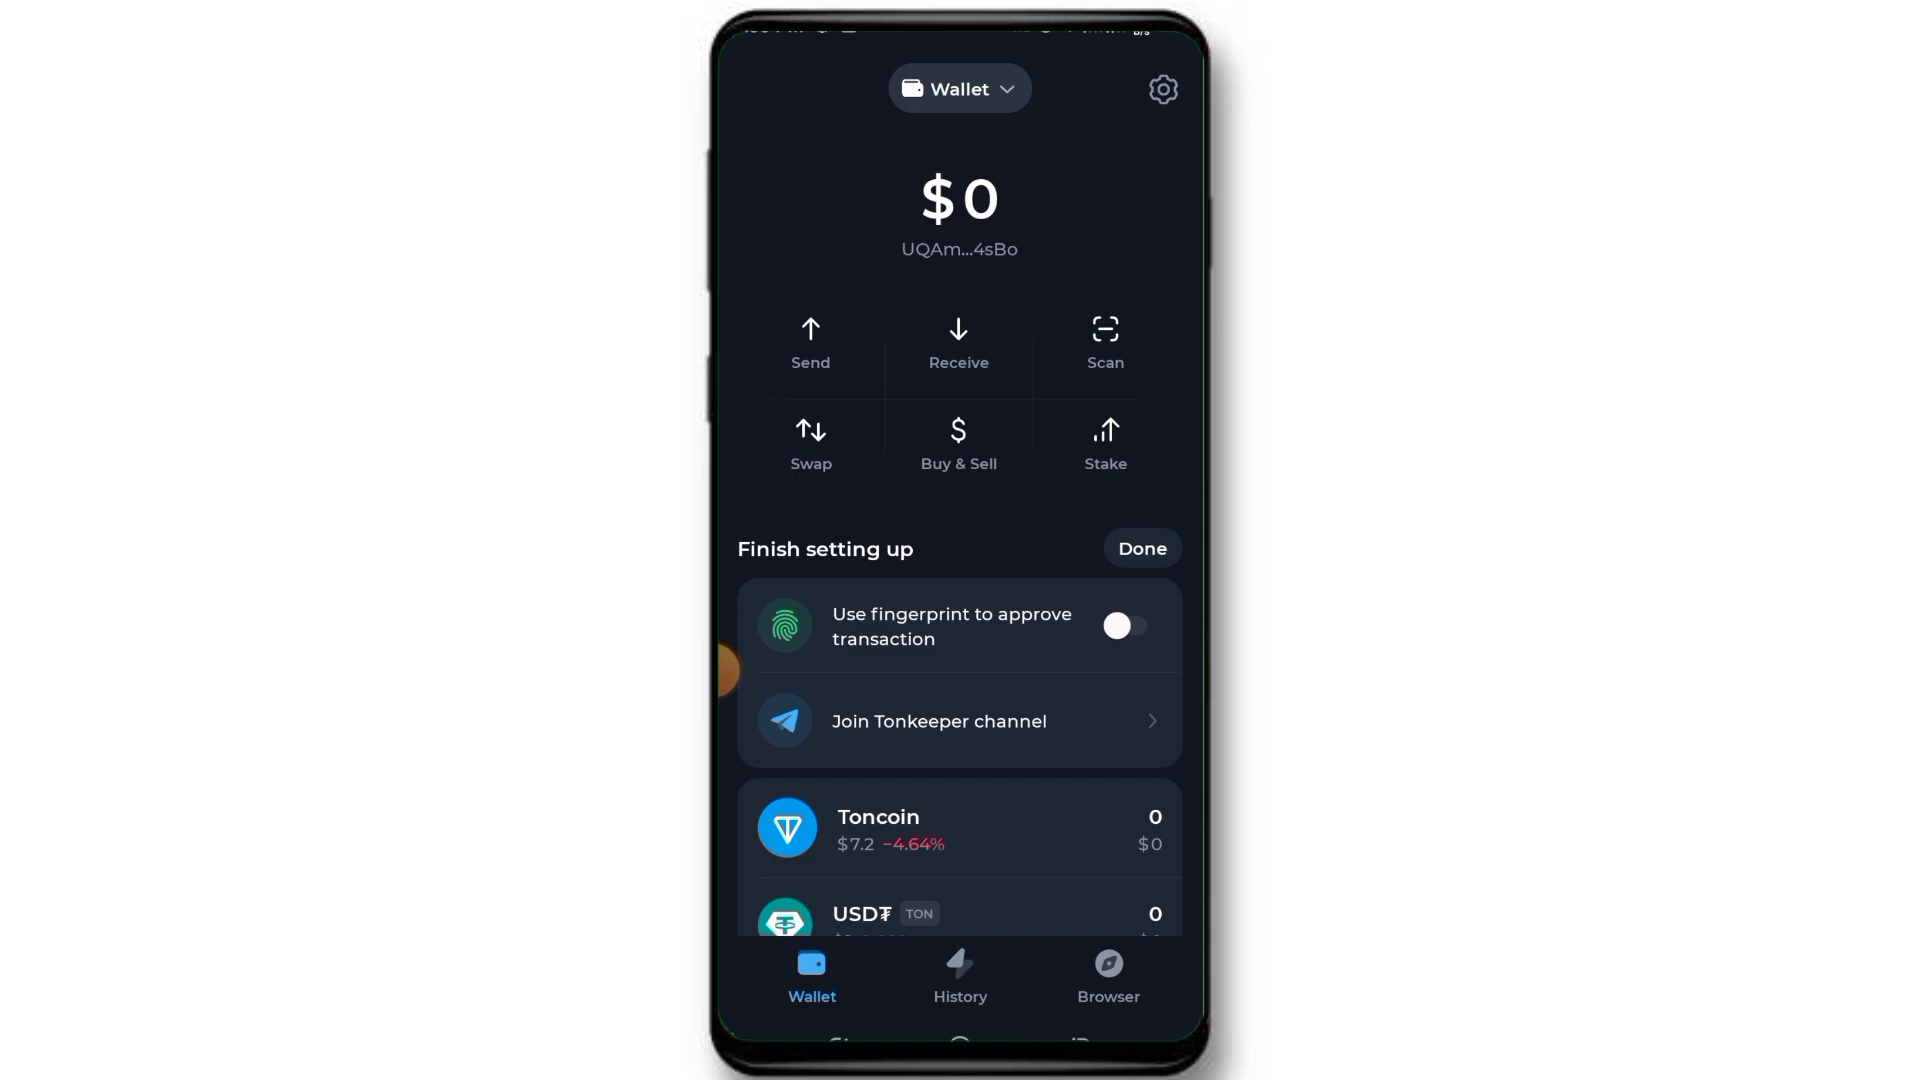 B/s
Wallet
$0
UQAm...4sBo
Send
Receive
Scan
Swap
Buy & Sell
Stake
Finish setting up
Done
Use fingerprint to approve
transaction
Join Tonkeeper channel
Toncoin
0
$7.2 −4.64%
$0
USD₮ TON
0
Wallet
History
Browser